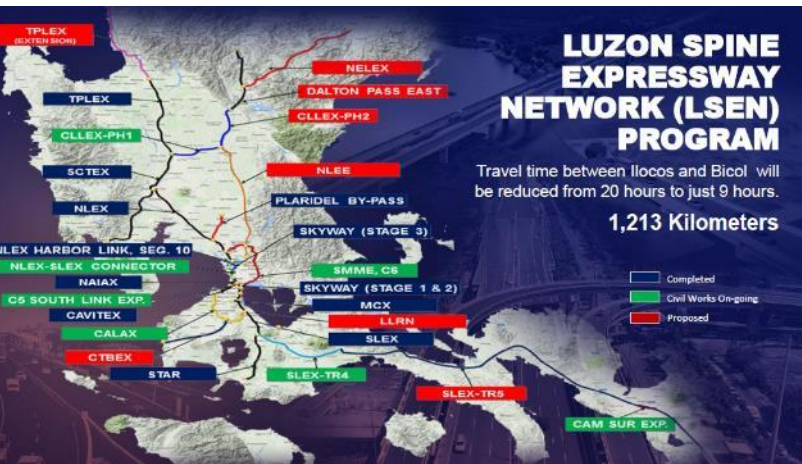 LUZON SPINE
EXPRESSWAY
NETWORK (LSEN)
PROGRAM
Travel time between Ilocos and Bicol will
be reduced from 20 hours to just 9 hours.
1,213 Kilometers
Completed
Civil Works On-going
Proposed
TPLEX
(EXTENSION)
NELEX
DALTON PASS EAST
TPLEX
CLLEX-PH2
CLLEX-PH1
SCTEX
NLEE
NLEX
PLARIDEL BY-PASS
SKYWAY (STAGE 3)
NLEX HARBOR LINK, SEG. 10
NLEX-SLEX CONNECTOR
SMME, C6
NAIAX
SKYWAY (STAGE 1 & 2)
C5 SOUTH LINK EXP.
MCX
CAVITEX
LLRN
CALAX
SLEX
CTBEX
STAR
SLEX-TR4
SLEX-TR5
CAM SUR EXP.